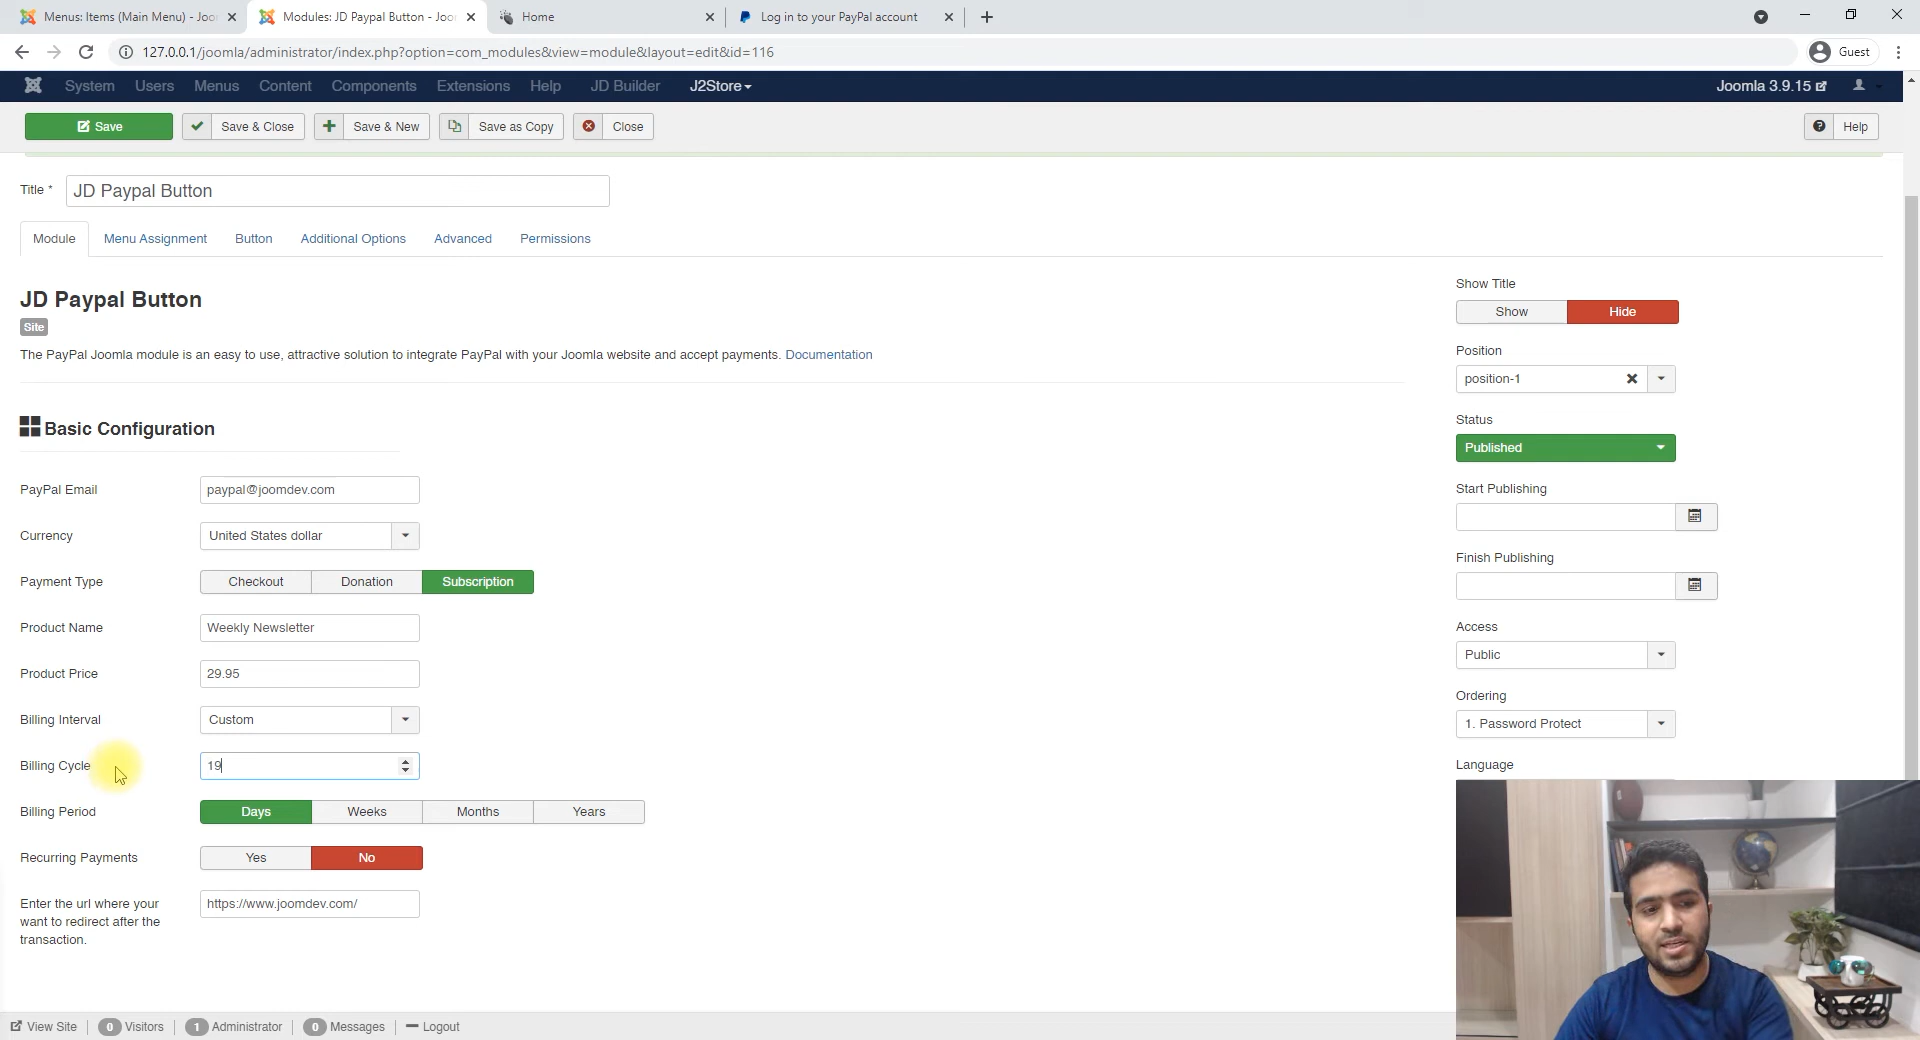 Menus: Items (Main Menu) - Joor
Modules: JD Paypal Button - Joor
Home
Log in to your PayPal account
127.0.0.1/joomla/administrator/index.php?option=com_modules&view=module&layout=edit&id=116
Guest
System
Users
Menus
Content
Components
Extensions
Help
JD Builder
J2Store
Joomla 3.9.15
Save
Save & Close
Save & New
Save as Copy
Close
Help
Title *
JD Paypal Button
Module
Menu Assignment
Button
Additional Options
Advanced
Permissions
JD Paypal Button
Site
The PayPal Joomla module is an easy to use, attractive solution to integrate PayPal with your Joomla website and accept payments. Documentation
Basic Configuration
PayPal Email
paypal@joomdev.com
Currency
United States dollar
Payment Type
Checkout
Donation
Subscription
Product Name
Weekly Newsletter
Product Price
29.95
Billing Interval
Custom
Billing Cycle
19
Billing Period
Days
Weeks
Months
Years
Recurring Payments
Yes
No
Enter the url where your
want to redirect after the
transaction.
https://www.joomdev.com/
Show Title
Show
Hide
Position
position-1
Status
Published
Start Publishing
Finish Publishing
Access
Public
Ordering
1. Password Protect
Language
View Site
0 Visitors
1 Administrator
0 Messages
Logout